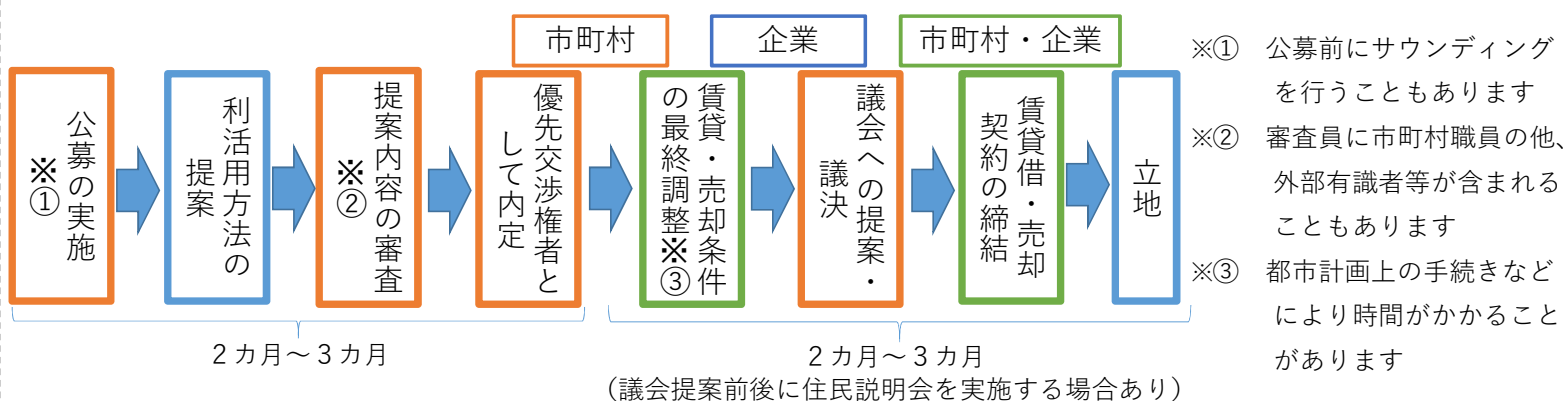 市町村
企業
市町村・企業
公募の実施
※①
利活用方法の
提案
提案内容の審査
※②
優先交渉権者と
して内定
賃貸・売却条件
の最終調整※③
議会への提案・
議決
賃貸借・売却
契約の締結
立地
2カ月～3カ月
2カ月～3カ月
（議会提案前後に住民説明会を実施する場合あり）
※①　公募前にサウンディング
を行うこともあります
※②　審査員に市町村職員の他、
外部有識者等が含まれる
こともあります
※③　都市計画上の手続きなど
により時間がかかること
があります